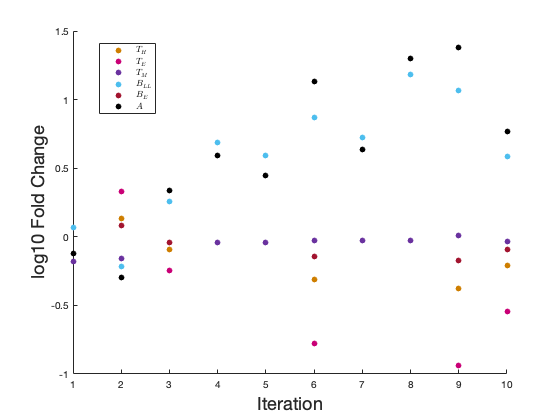 1.5
1
0.5
0
-0.5
-1
log10 Fold Change
T_H
T_E
T_M
B_LL
B_E
A
1 2 3 4 5 6 7 8 9 10
Iteration